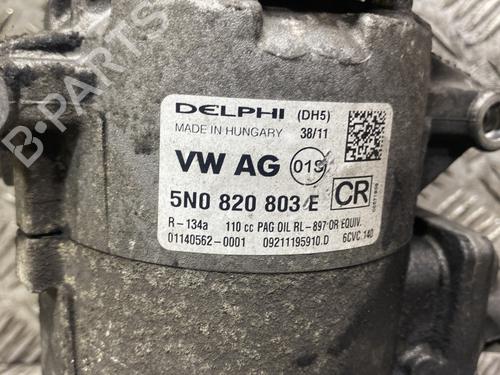 B-PARTS
DELPHI (DH5)
MADE IN HUNGARY 38/11
VW AG 01S
5N0 820 803 E CR
R-134a 110 cc PAG OIL RL-897 OR EQUIV.
01140562-0001 09211195910.D 6CVC 140